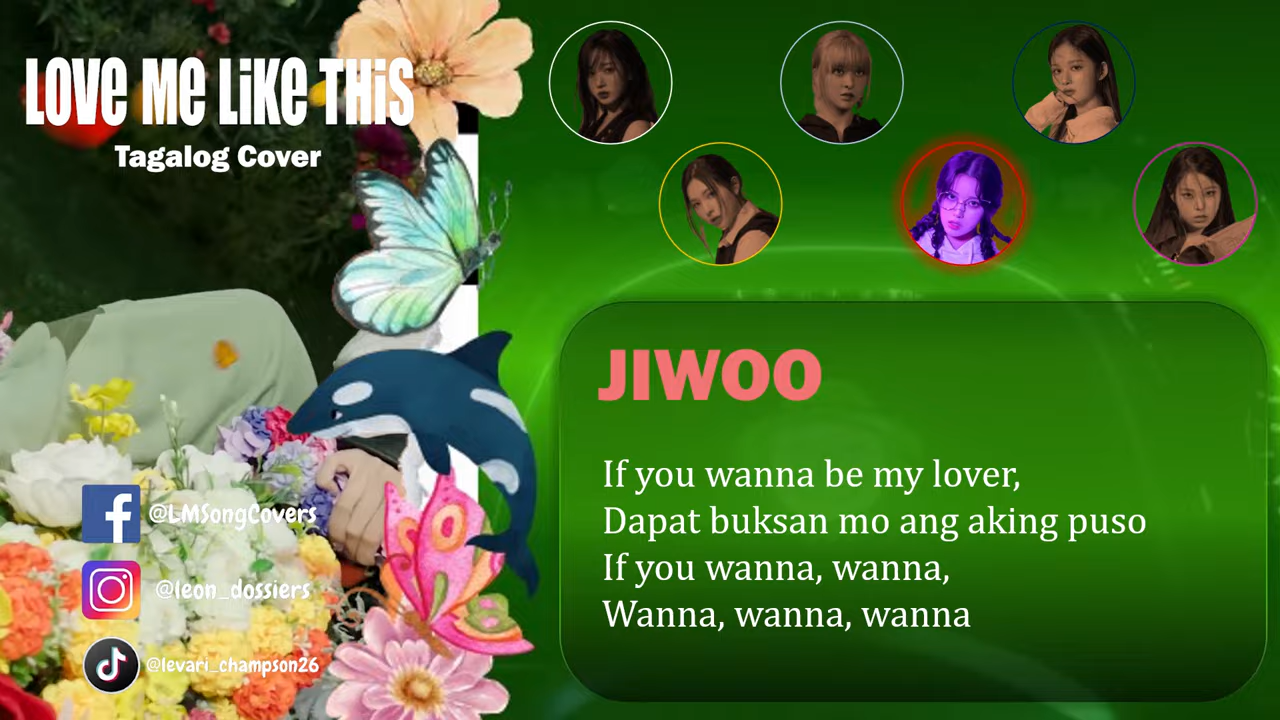 LOVE ME LiKE THiS
Tagalog Cover
@LMSongCovers
@leon_dossiers
@levari_champson26
JIWOO
If you wanna be my lover,
Dapat buksan mo ang aking puso
If you wanna, wanna,
Wanna, wanna, wanna